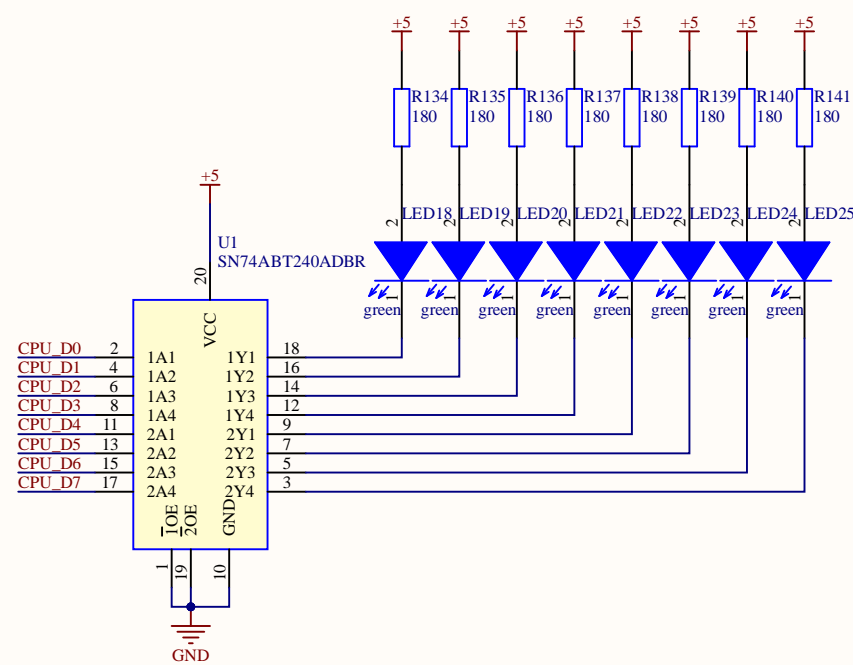 +5 +5 +5 +5 +5 +5 +5 +5
R134 R135 R136 R137 R138 R139 R140 R141
180 180 180 180 180 180 180 180
+5
2 2 2 2 2 2 2 2
LED18 LED19 LED20 LED21 LED22 LED23 LED24 LED25
U1
SN74ABT240ADBR
20
1 1 1 1 1 1 1 1
green green green green green green green green
VCC
CPU_D0 2 1A1 1Y1 18
CPU_D1 4 1A2 1Y2 16
CPU_D2 6 1A3 1Y3 14
CPU_D3 8 1A4 1Y4 12
CPU_D4 11 2A1 2Y1 9
CPU_D5 13 2A2 2Y2 7
CPU_D6 15 2A3 2Y3 5
CPU_D7 17 2A4 2Y4 3
1OE 2OE GND
1 19 10
GND